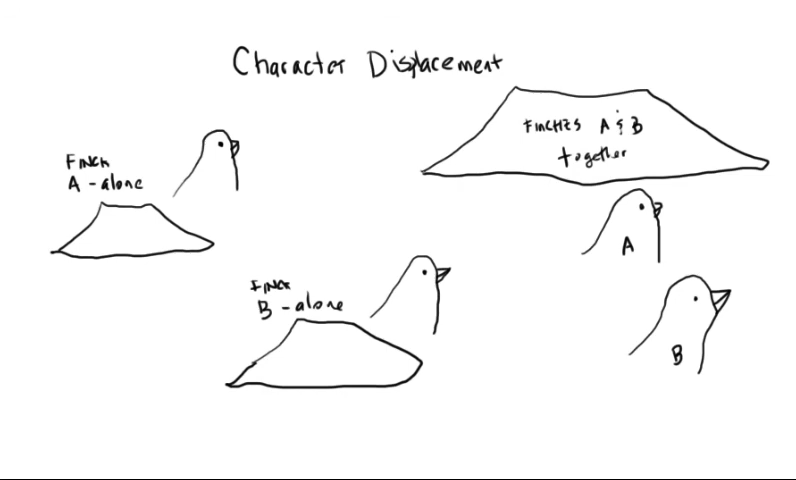 Character Displacement
FINCH
A - alone
FINCHES A & B
together
FINCH
B - alone
A
B